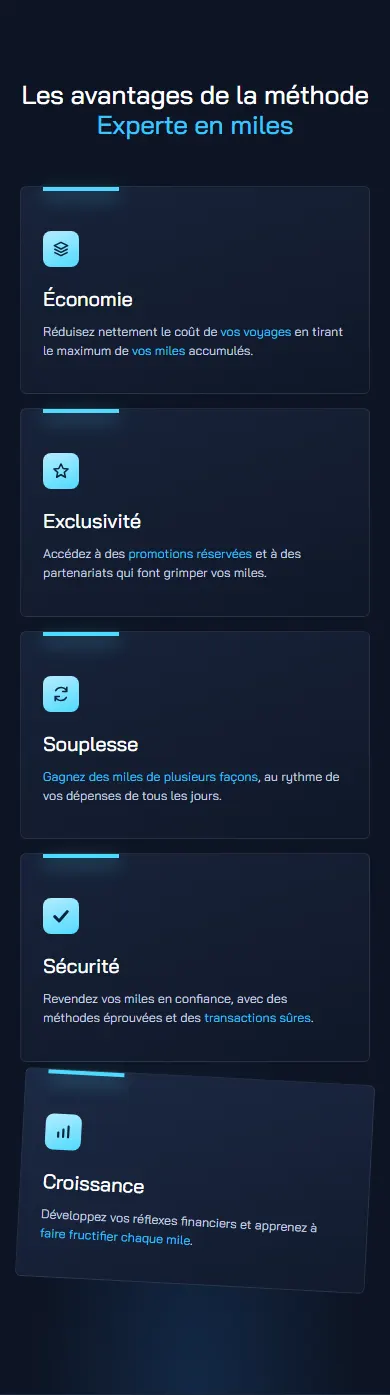 Les avantages de la méthode
Experte en miles
Économie
Réduisez nettement le coût de vos voyages en tirant
le maximum de vos miles accumulés.
Exclusivité
Accédez à des promotions réservées et à des
partenariats qui font grimper vos miles.
Souplesse
Gagnez des miles de plusieurs façons, au rythme de
vos dépenses de tous les jours.
Sécurité
Revendez vos miles en confiance, avec des
méthodes éprouvées et des transactions sûres.
Croissance
Développez vos réflexes financiers et apprenez à
faire fructifier chaque mile.